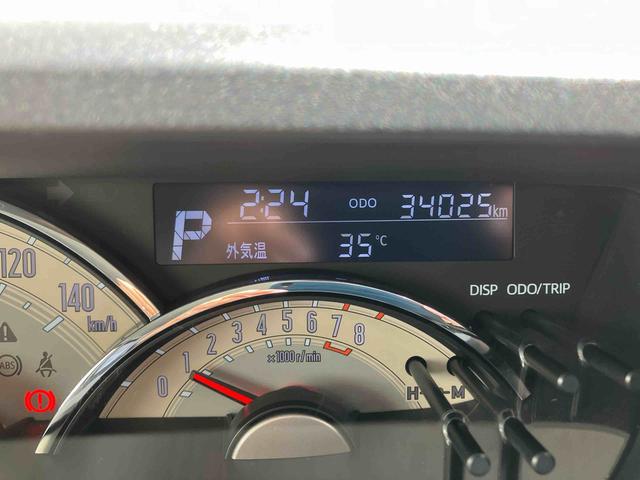 2:24 ODO 34025km
P
外気温 35℃
DISP ODO/TRIP
120
140
km/h
0 1 2 3 4 5 6 7 8
×1000r/min
ABS